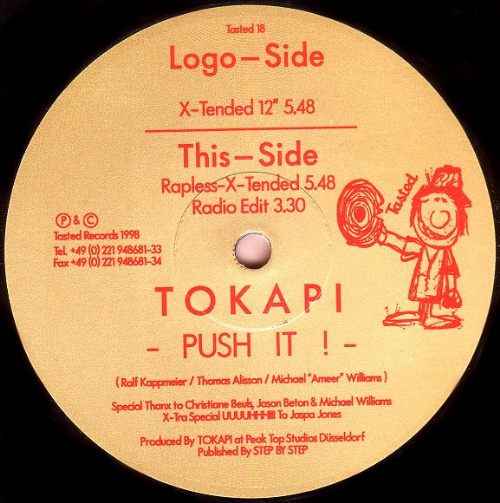 Tasted 18
Logo–Side
X-Tended 12" 5.48
This–Side
Rapless-X-Tended 5.48
Radio Edit 3.30
Tasted
Ⓟ & Ⓒ
Tasted Records 1998
Tel. +49 (0) 221 948681-33
Fax +49 (0) 221 948681-34
TOKAPI
- PUSH IT ! -
( Ralf Kappmeier / Thomas Alisson / Michael "Ameer" Williams )
Special Thanx to Christiane Beuls, Jason Beton & Michael Williams
X-Tra Special UUUUHHH!!! To Jaspa Jones
Produced By TOKAPI at Peak Top Studios Düsseldorf
Published By STEP BY STEP